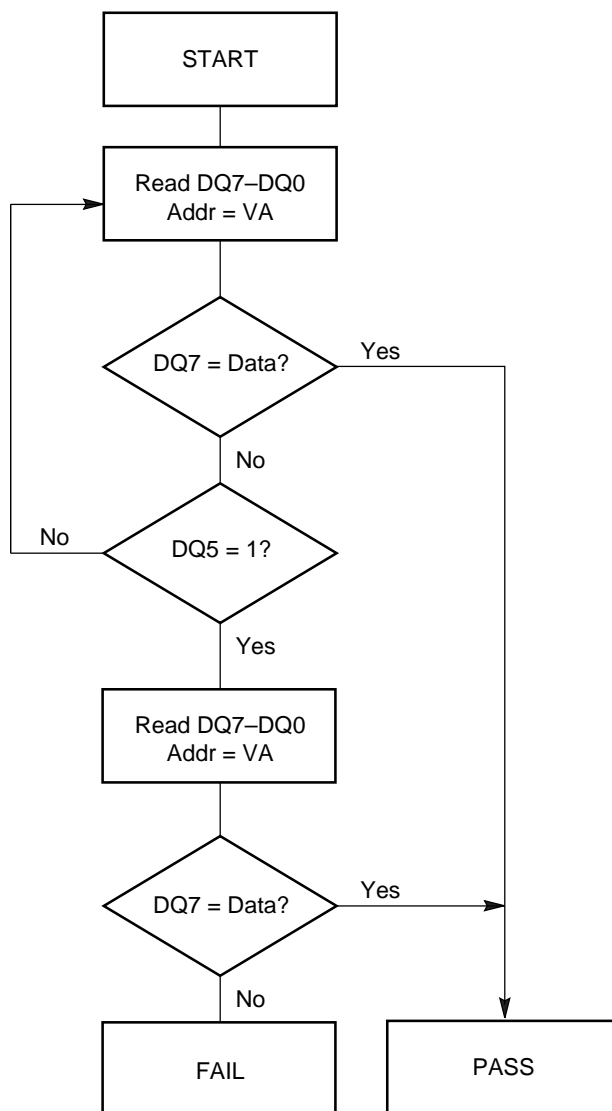 START
Read DQ7–DQ0
Addr = VA
DQ7 = Data?
Yes
No
No
DQ5 = 1?
Yes
Read DQ7–DQ0
Addr = VA
DQ7 = Data?
Yes
No
FAIL
PASS